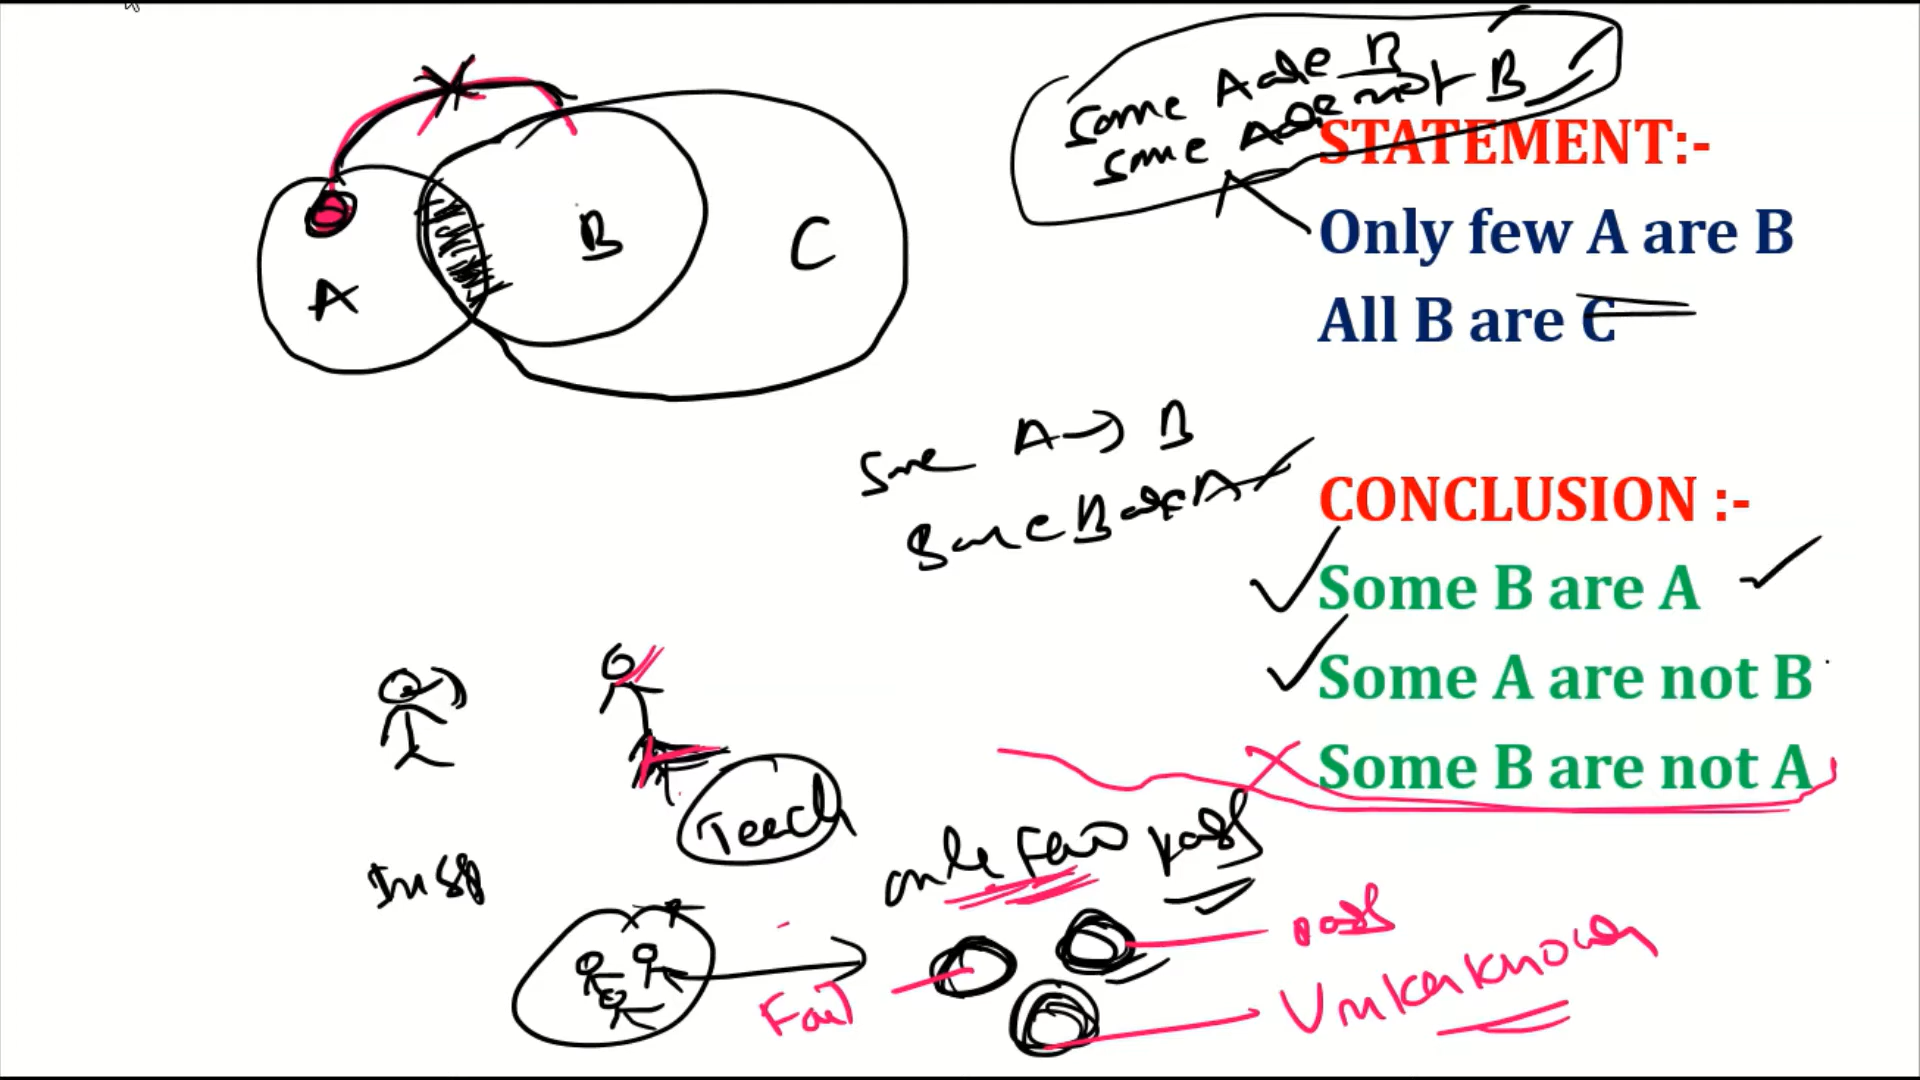 Some A are B
Some A are not B
STATEMENT:-
Only few A are B
All B are C
A
B
C
Some A → B
Some B are A
CONCLUSION :-
Some B are A
Some A are not B
Some B are not A
Teach
only Few pass
pass
Fail